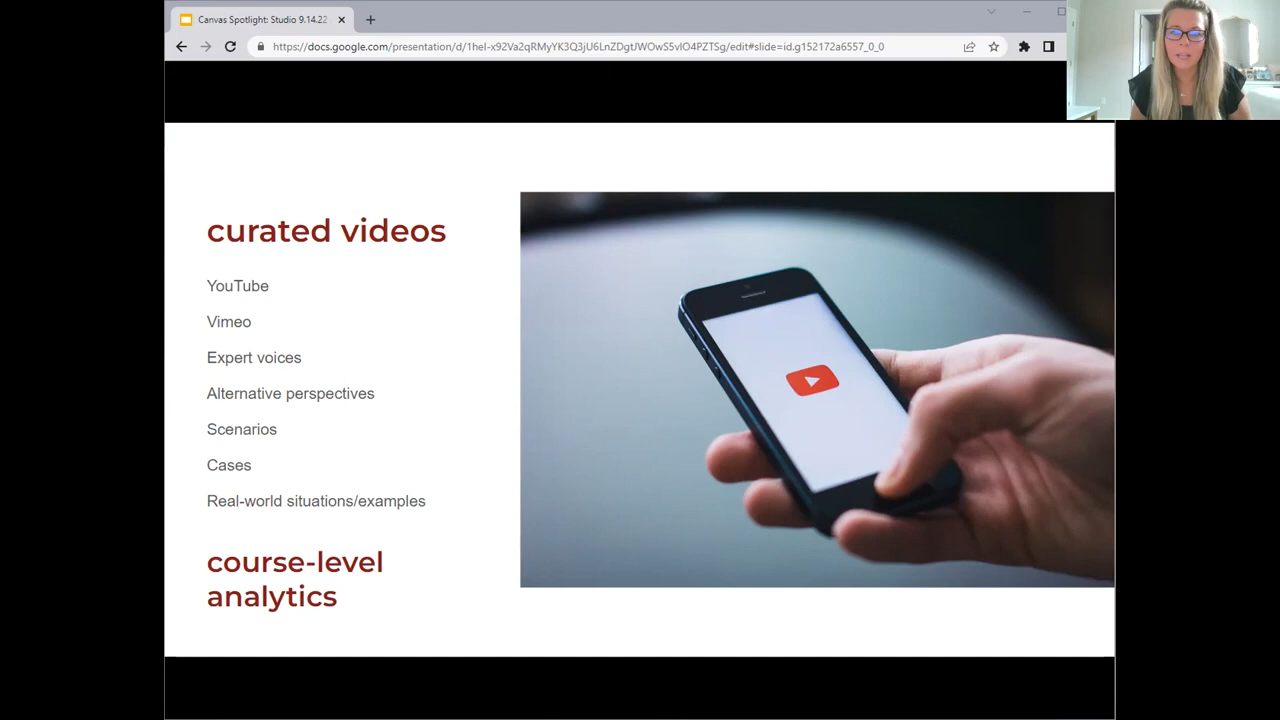 Canvas Spotlight: Studio 9.14.22
https://docs.google.com/presentation/d/1heI-x92Va2qRMyYK3Q3jU6LnZDgtJWOwS5vIO4PZTSg/edit#slide=id.g152172a6557_0_0
curated videos
YouTube
Vimeo
Expert voices
Alternative perspectives
Scenarios
Cases
Real-world situations/examples
course-level
analytics